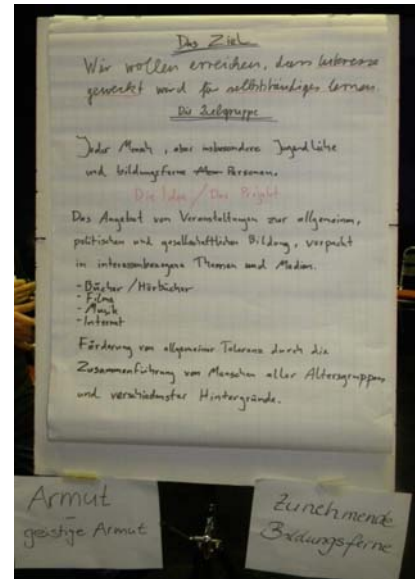 Das Ziel
Wir wollen erreichen, dass Interesse
geweckt wird für selbstständiges lernen.
Die Zielgruppe
Jeder Mensch, aber insbesondere Jugendliche
und bildungsferne Personen.
Die Idee / Das Projekt
Das Angebot von Veranstaltungen zur allgemeinen,
politischen und gesellschaftlichen Bildung, verpackt
in interessenbezogene Themen und Medien.
- Bücher / Hörbücher
- Filme
- Musik
- Internet
Förderung von allgemeiner Toleranz durch die
Zusammenführung von Menschen aller Altersgruppen
und verschiedenster Hintergründe.
Armut
geistige Armut
Zunehmende
Bildungsferne